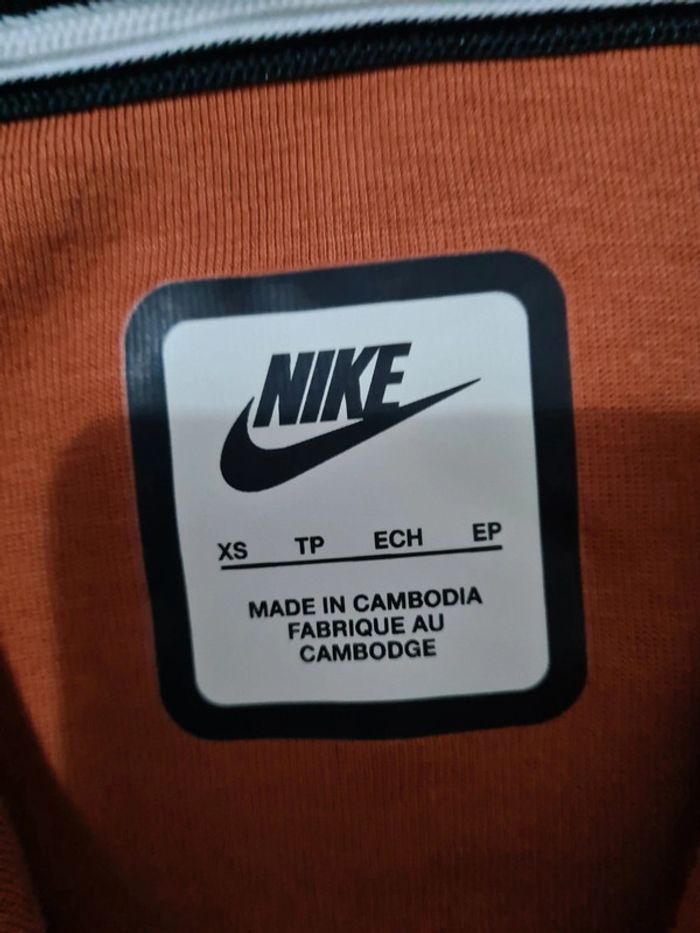 NIKE
XS TP ECH EP
MADE IN CAMBODIA
FABRIQUE AU
CAMBODGE